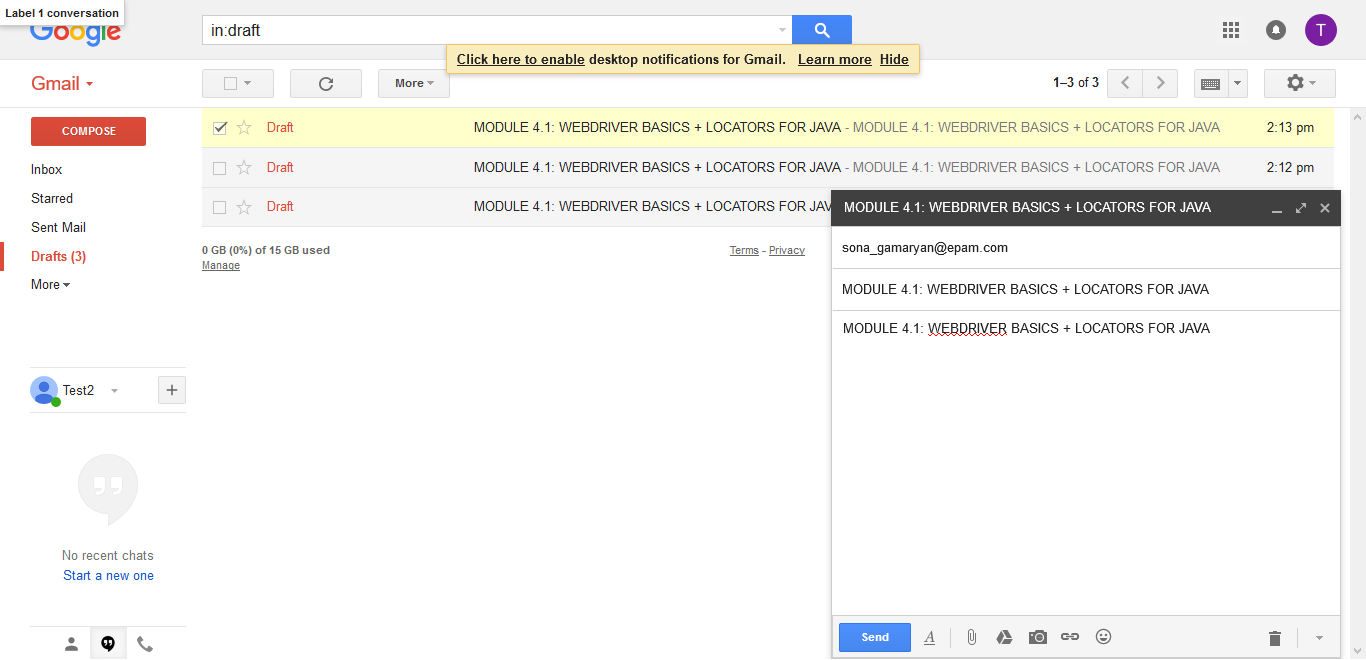 Label 1 conversation
Google
in:draft
T
Click here to enable desktop notifications for Gmail. Learn more Hide
Gmail
More
1–3 of 3
COMPOSE
Inbox
Starred
Sent Mail
Drafts (3)
More
Draft MODULE 4.1: WEBDRIVER BASICS + LOCATORS FOR JAVA - MODULE 4.1: WEBDRIVER BASICS + LOCATORS FOR JAVA 2:13 pm
Draft MODULE 4.1: WEBDRIVER BASICS + LOCATORS FOR JAVA - MODULE 4.1: WEBDRIVER BASICS + LOCATORS FOR JAVA 2:12 pm
Draft MODULE 4.1: WEBDRIVER BASICS + LOCATORS FOR JAV
0 GB (0%) of 15 GB used
Manage
Terms - Privacy
MODULE 4.1: WEBDRIVER BASICS + LOCATORS FOR JAVA
sona_gamaryan@epam.com
MODULE 4.1: WEBDRIVER BASICS + LOCATORS FOR JAVA
MODULE 4.1: WEBDRIVER BASICS + LOCATORS FOR JAVA
Test2
No recent chats
Start a new one
Send A